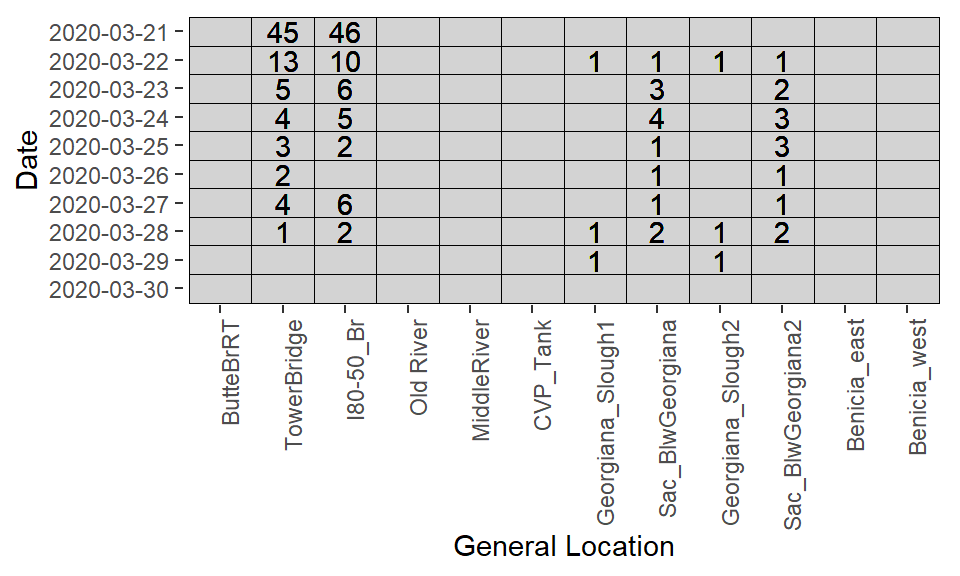 2020-03-21 45 46
2020-03-22 13 10 1 1 1 1
2020-03-23 5 6 3 2
2020-03-24 4 5 4 3
2020-03-25 3 2 1 3
2020-03-26 2 1 1
2020-03-27 4 6 1 1
2020-03-28 1 2 1 2 1 2
2020-03-29 1 1
2020-03-30
Date
ButteBrRT
TowerBridge
I80-50_Br
Old River
MiddleRiver
CVP_Tank
Georgiana_Slough1
Sac_BlwGeorgiana
Georgiana_Slough2
Sac_BlwGeorgiana2
Benicia_east
Benicia_west
General Location